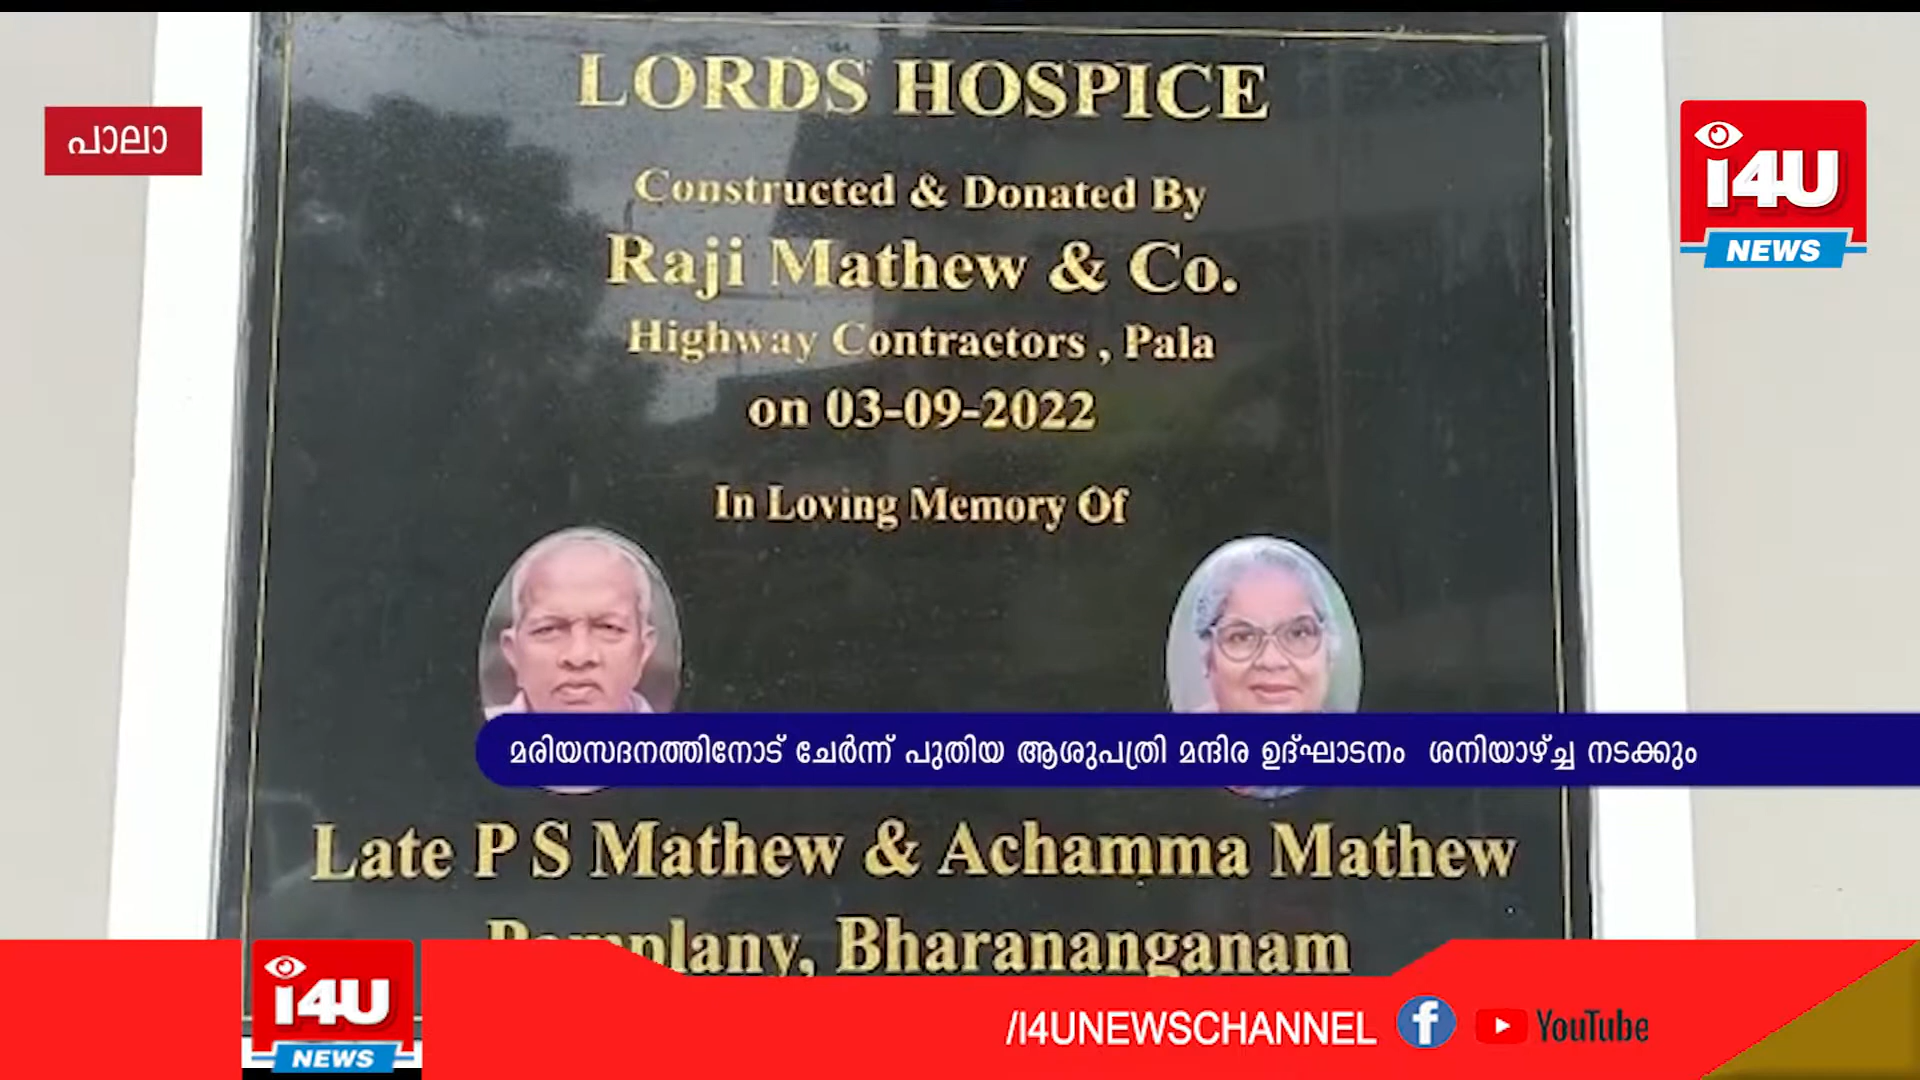 LORDS HOSPICE
പാലാ
i4U
NEWS
Constructed & Donated By
Raji Mathew & Co.
Highway Contractors , Pala
on 03-09-2022
In Loving Memory Of
മരിയസദനത്തിനോട് ചേർന്ന് പുതിയ ആശുപത്രി മന്ദിര ഉദ്ഘാടനം ശനിയാഴ്ച്ച നടക്കും
Late P S Mathew & Achamma Mathew
Bharananganam
i4U
NEWS
/I4UNEWSCHANNEL f YouTube